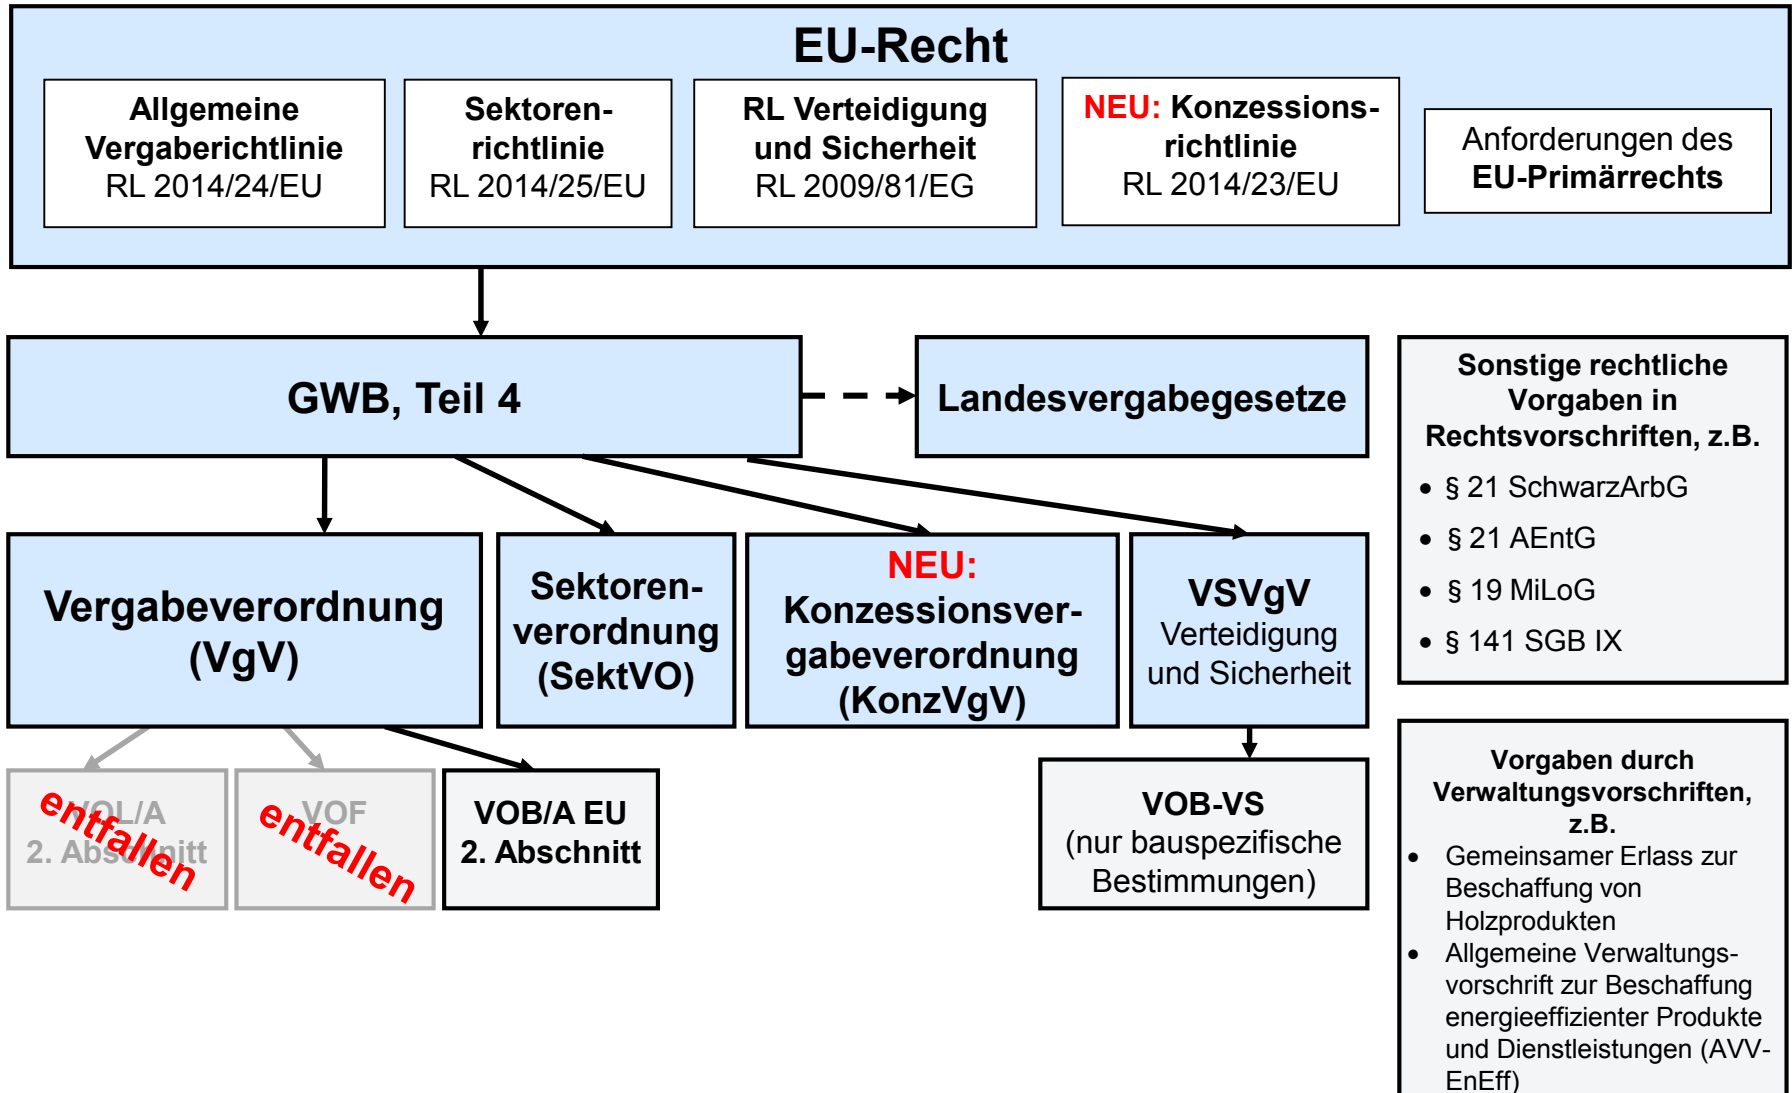 EU-Recht
Allgemeine
Vergaberichtlinie
RL 2014/24/EU
Sektoren-
richtlinie
RL 2014/25/EU
RL Verteidigung
und Sicherheit
RL 2009/81/EG
NEU: Konzessions-
richtlinie
RL 2014/23/EU
Anforderungen des
EU-Primärrechts
GWB, Teil 4
Landesvergabegesetze
Sonstige rechtliche
Vorgaben in
Rechtsvorschriften, z.B.
• § 21 SchwarzArbG
• § 21 AEntG
• § 19 MiLoG
• § 141 SGB IX
Vergabeverordnung
(VgV)
Sektoren-
verordnung
(SektVO)
NEU:
Konzessionsver-
gabeverordnung
(KonzVgV)
VSVgV
Verteidigung
und Sicherheit
VOL/A
2. Abschnitt
entfallen
VOF
entfallen
VOB/A EU
2. Abschnitt
VOB-VS
(nur bauspezifische
Bestimmungen)
Vorgaben durch
Verwaltungsvorschriften,
z.B.
• Gemeinsamer Erlass zur
Beschaffung von
Holzprodukten
• Allgemeine Verwaltungs-
vorschrift zur Beschaffung
energieeffizienter Produkte
und Dienstleistungen (AVV-
EnEff)